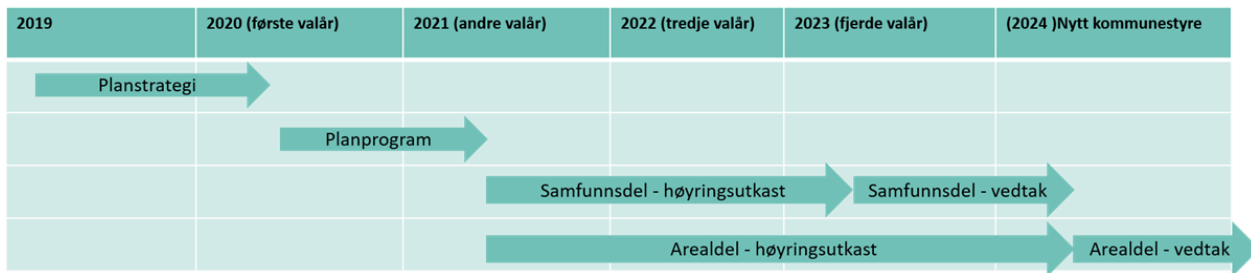 2019
2020 (første valår)
2021 (andre valår)
2022 (tredje valår)
2023 (fjerde valår)
(2024 )Nytt kommunestyre
Planstrategi
Planprogram
Samfunnsdel - høyringsutkast
Samfunnsdel - vedtak
Arealdel - høyringsutkast
Arealdel - vedtak